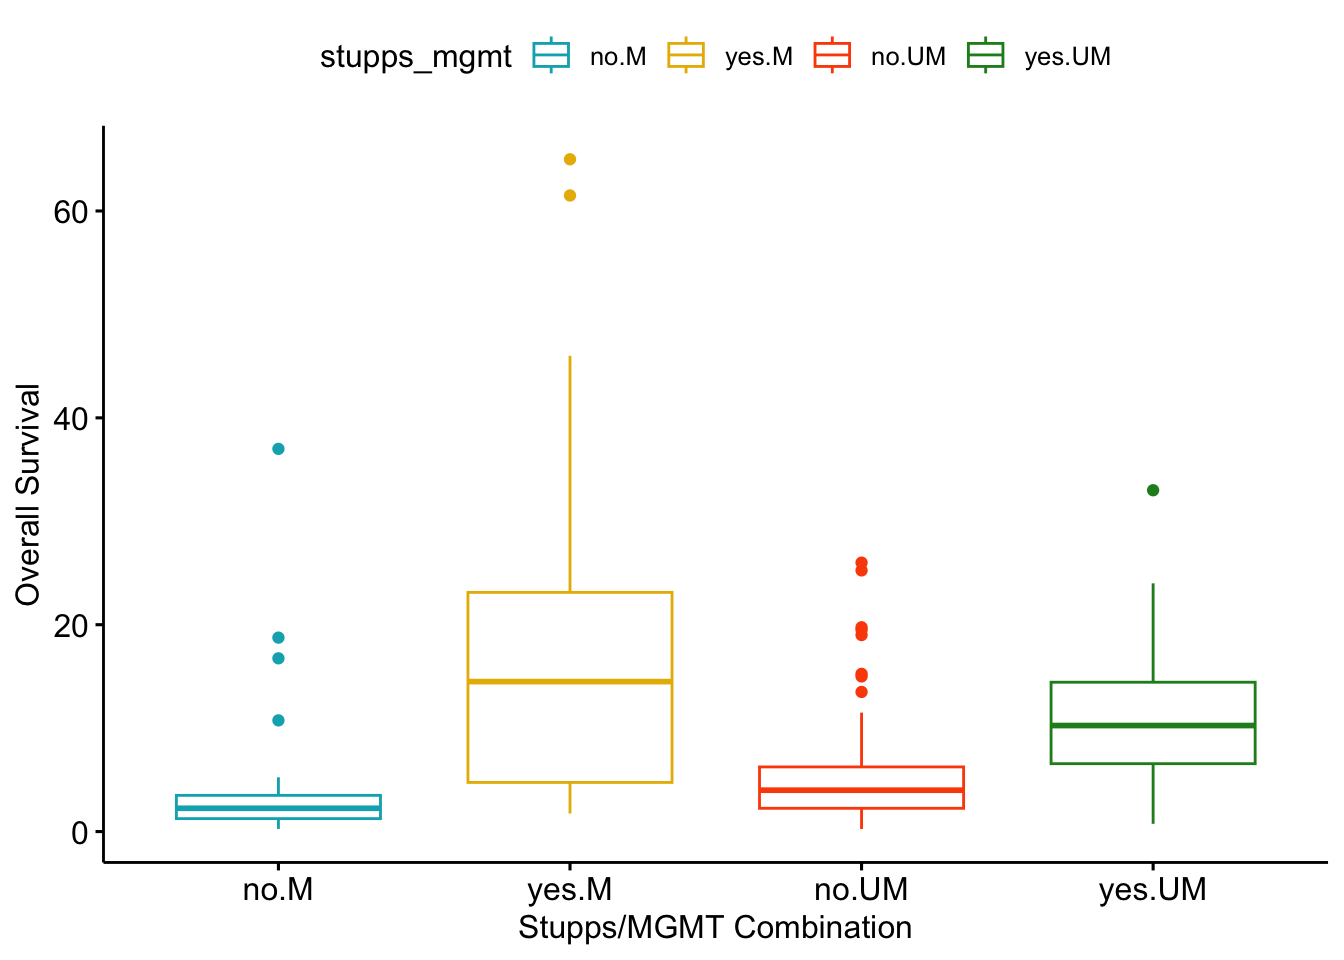 stupps_mgmt no.M yes.M no.UM yes.UM
60
40
20
0
Overall Survival
no.M yes.M no.UM yes.UM
Stupps/MGMT Combination